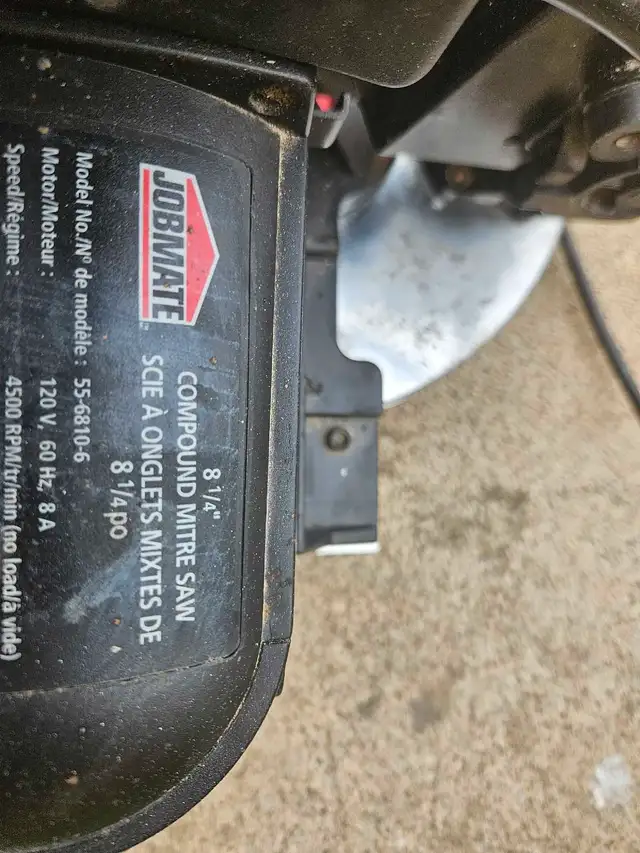 JOBMATE
8 1/4"
COMPOUND MITRE SAW
SCIE À ONGLETS MIXTES DE
8 1/4 po
Model No./Nº de modèle : 55-6810-6
Motor/Moteur : 120 V, 60 Hz, 8 A
Speed/Régime : 4500 RPM/tr/min (no load/à vide)